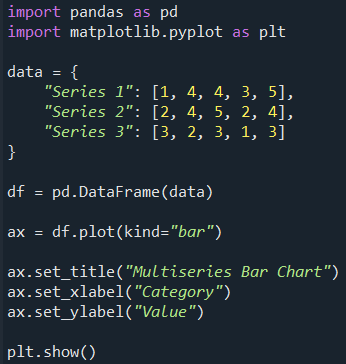 import pandas as pd
import matplotlib.pyplot as plt

data = {
    "Series 1": [1, 4, 4, 3, 5],
    "Series 2": [2, 4, 5, 2, 4],
    "Series 3": [3, 2, 3, 1, 3]
}

df = pd.DataFrame(data)

ax = df.plot(kind="bar")

ax.set_title("Multiseries Bar Chart")
ax.set_xlabel("Category")
ax.set_ylabel("Value")

plt.show()